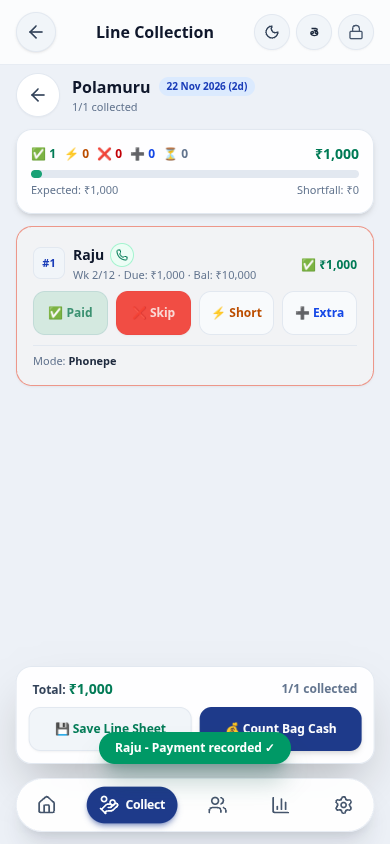 Line Collection
తె
Polamuru 22 Nov 2026 (2d)
1/1 collected
✅ 1 ⚡ 0 ❌ 0 ➕ 0 ⏳ 0 ₹1,000
Expected: ₹1,000 Shortfall: ₹0
#1 Raju
Wk 2/12 · Due: ₹1,000 · Bal: ₹10,000
✅ ₹1,000
✅ Paid ❌ Skip ⚡ Short ➕ Extra
Mode: Phonepe
Total: ₹1,000 1/1 collected
💾 Save Line Sheet 💰 Count Bag Cash
Raju - Payment recorded ✓
Collect